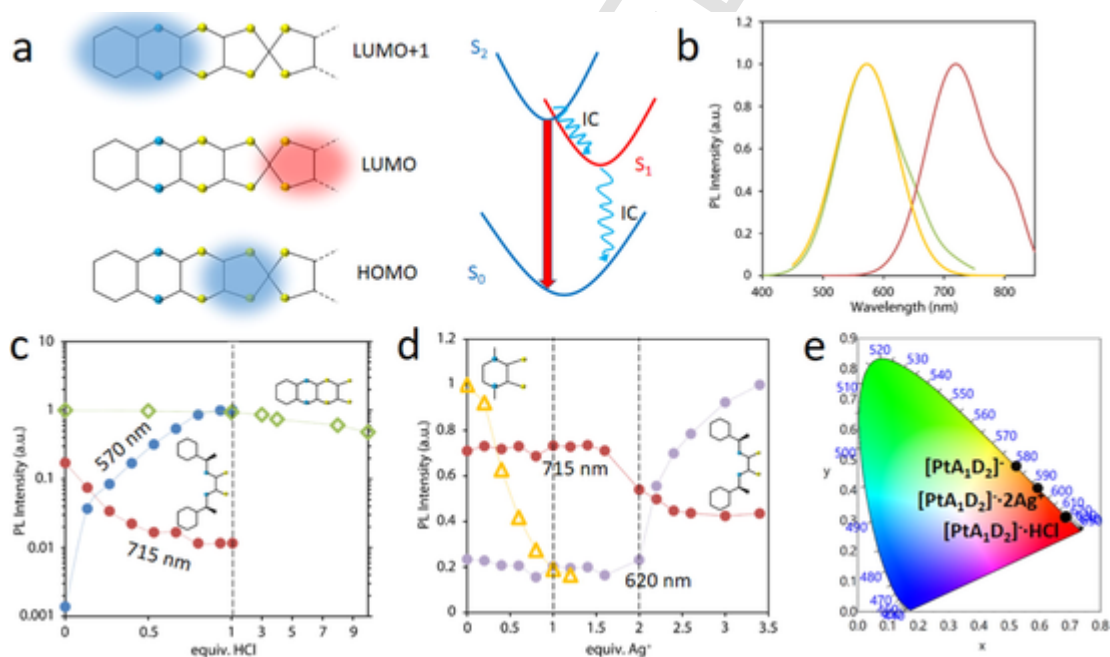 a
LUMO+1
LUMO
HOMO
S2
S1
S0
IC
IC
b
PL Intensity (a.u.)
1.2
1.0
0.8
0.6
0.4
0.2
0
400 500 600 700 800
Wavelength (nm)
c
PL Intensity (a.u.)
10
1
0.1
0.01
0.001
570 nm
715 nm
0 0.5 1 3 5 7 9
equiv. HCl
d
PL Intensity (a.u.)
1.2
1
0.8
0.6
0.4
0.2
0
715 nm
620 nm
0 0.5 1 1.5 2 2.5 3 3.5
equiv. Ag⁺
e
y
0.9
0.8
0.7
0.6
0.5
0.4
0.3
0.2
0.1
0.0
520
530
510
540
550
560
570
500
580
590
600
610
490
480
470
[PtA₁D₂]⁻
[PtA₁D₂]⁻·2Ag⁺
[PtA₁D₂]⁻·HCl
0.0 0.1 0.2 0.3 0.4 0.5 0.6 0.7 0.8
x